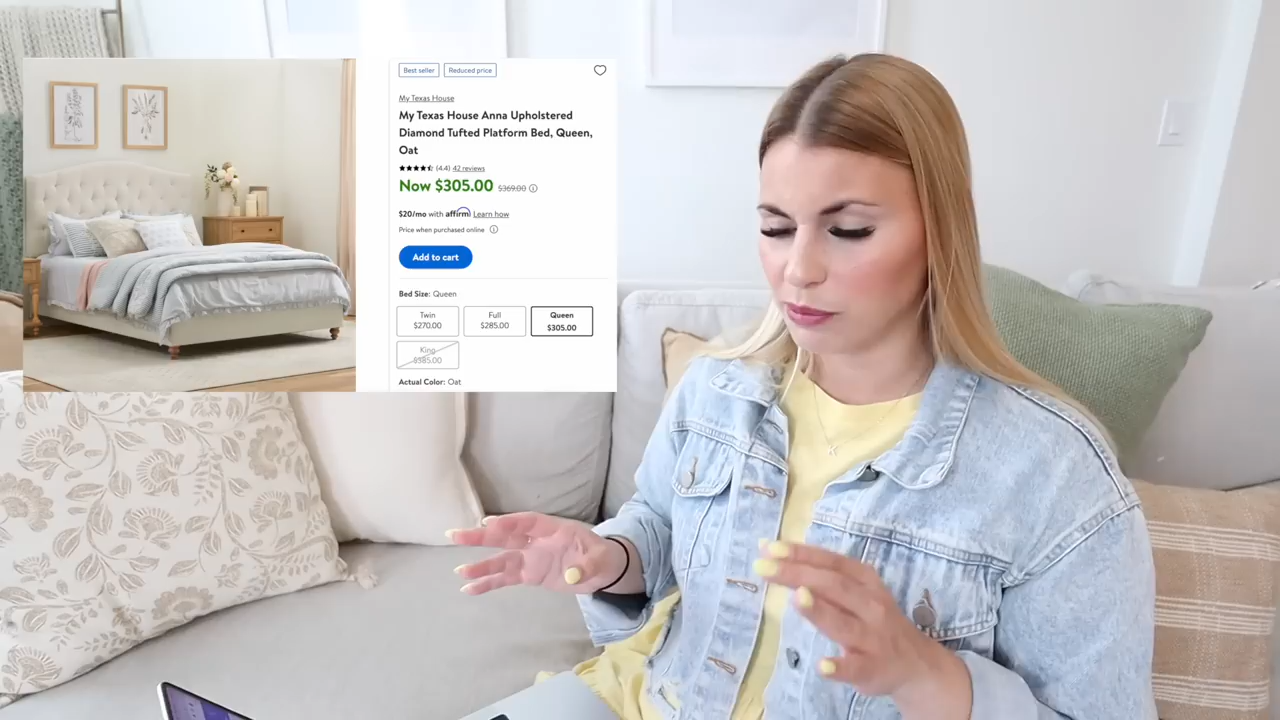 Best seller
Reduced price
My Texas House
My Texas House Anna Upholstered
Diamond Tufted Platform Bed, Queen,
Oat
(4.4) 42 reviews
Now $305.00 $369.00
$20/mo with affirm Learn how
Price when purchased online
Add to cart
Bed Size: Queen
Twin
$270.00
Full
$285.00
Queen
$305.00
King
$385.00
Actual Color: Oat
K